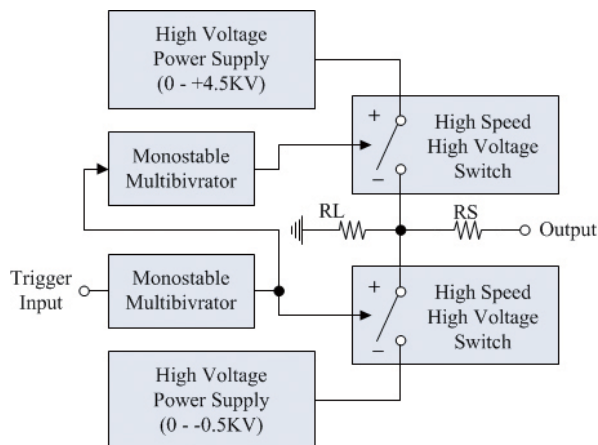 High Voltage
Power Supply
(0 - +4.5KV)
+
High Speed
High Voltage
Switch
−
Monostable
Multibivrator
RL
RS
Output
Trigger
Input
Monostable
Multibivrator
+
High Speed
High Voltage
Switch
−
High Voltage
Power Supply
(0 - -0.5KV)